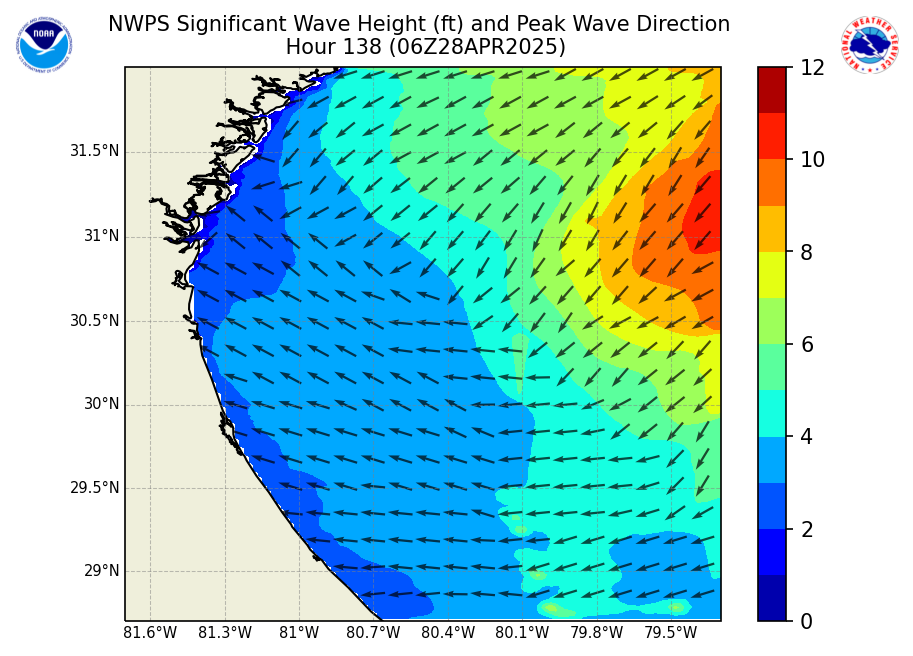 NWPS Significant Wave Height (ft) and Peak Wave Direction
Hour 138 (06Z28APR2025)
NOAA
NATIONAL WEATHER SERVICE
12
10
8
6
4
2
0
31.5°N
31°N
30.5°N
30°N
29.5°N
29°N
81.6°W 81.3°W 81°W 80.7°W 80.4°W 80.1°W 79.8°W 79.5°W